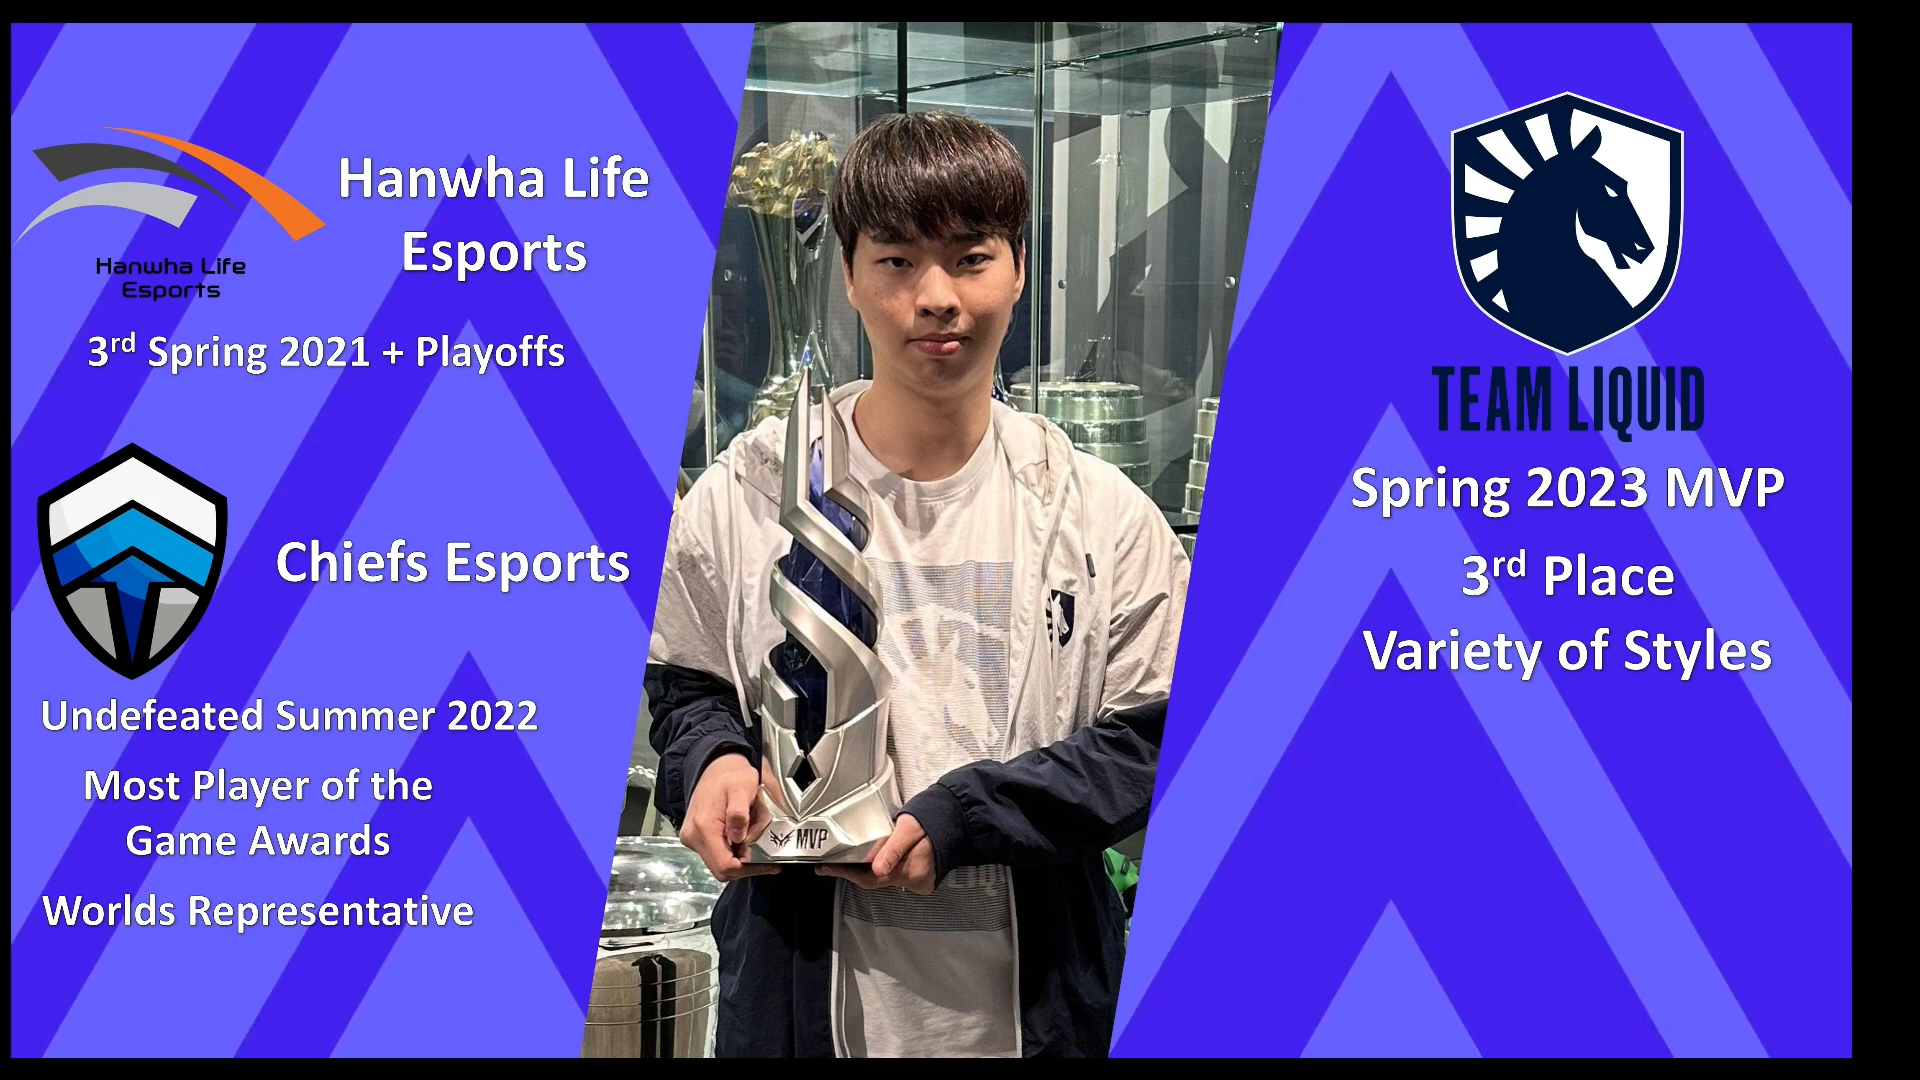 Hanwha Life
Esports
Hanwha Life
Esports
3rd Spring 2021 + Playoffs
Chiefs Esports
Undefeated Summer 2022
Most Player of the
Game Awards
Worlds Representative
MVP
TEAM LIQUID
Spring 2023 MVP
3rd Place
Variety of Styles